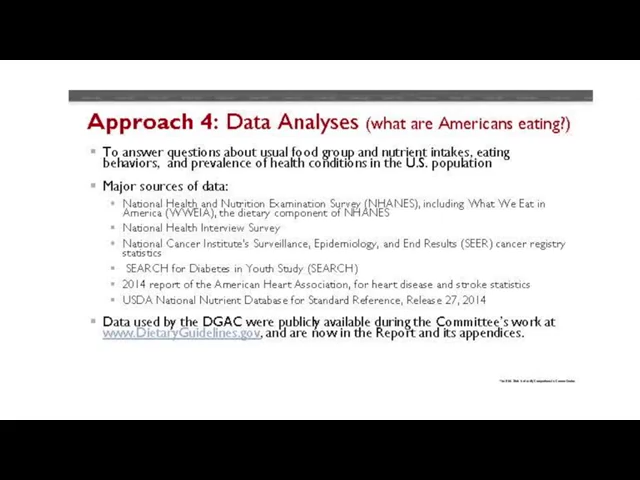 Approach 4: Data Analyses (what are Americans eating?)
To answer questions about usual food group and nutrient intakes, eating
behaviors, and prevalence of health conditions in the U.S. population
Major sources of data:
National Health and Nutrition Examination Survey (NHANES), including What We Eat in
America (WWEIA), the dietary component of NHANES
National Health Interview Survey
National Cancer Institute's Surveillance, Epidemiology, and End Results (SEER) cancer registry
statistics
SEARCH for Diabetes in Youth Study (SEARCH)
2014 report of the American Heart Association, for heart disease and stroke statistics
USDA National Nutrient Database for Standard Reference, Release 27, 2014
Data used by the DGAC were publicly available during the Committee's work at
www.DietaryGuidelines.gov, and are now in the Report and its appendices.